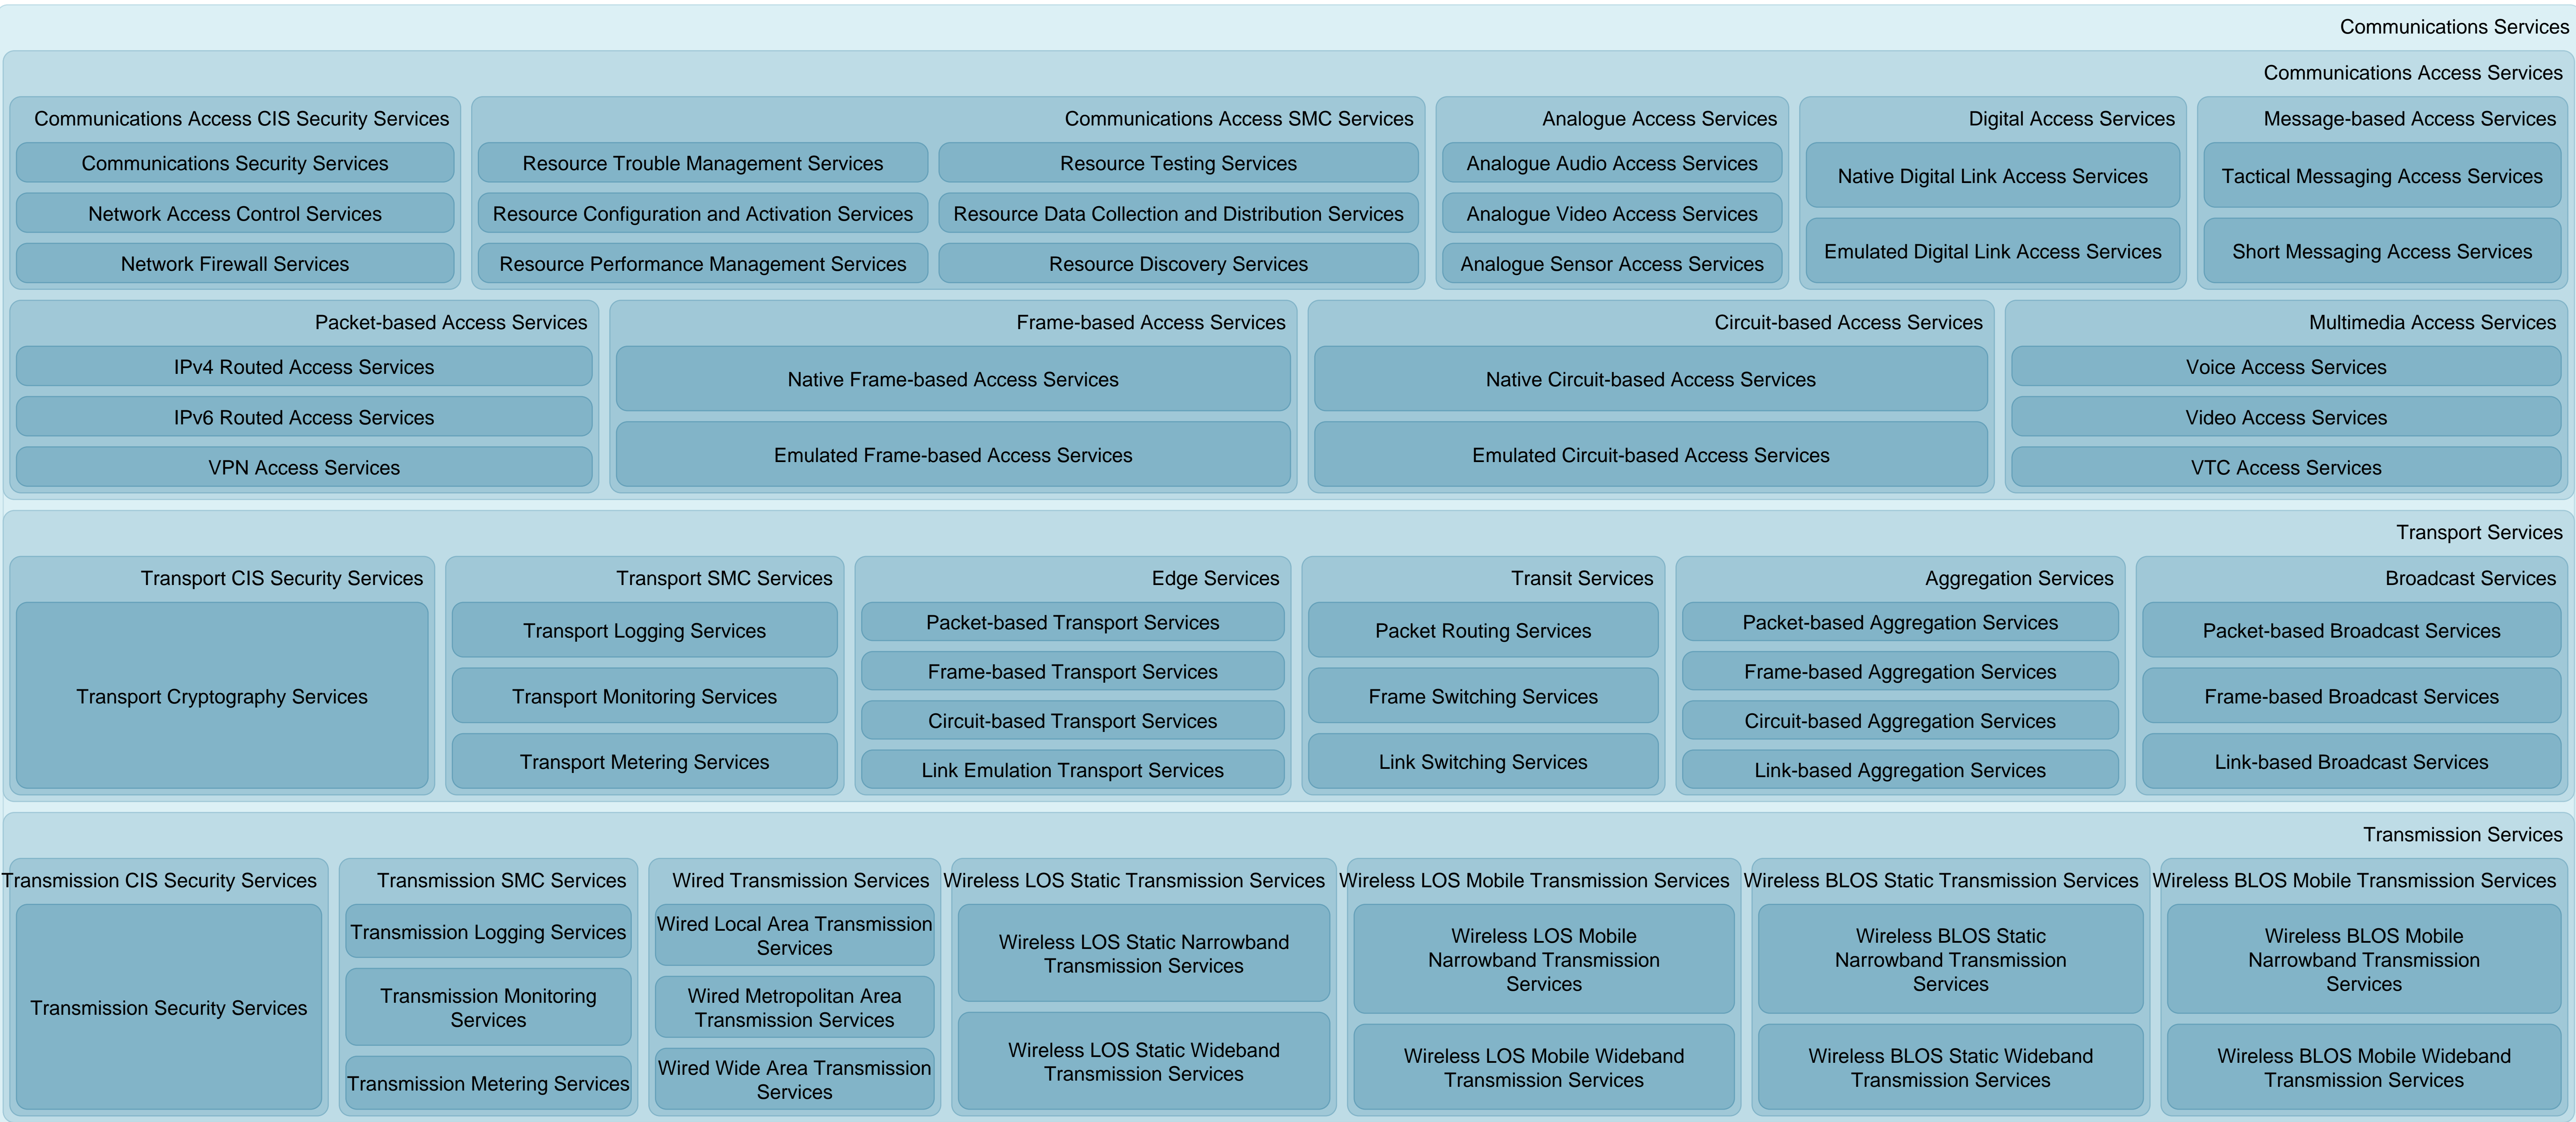 Communications Services
Communications Access Services
Communications Access CIS Security Services
Communications Security Services
Network Access Control Services
Network Firewall Services
Communications Access SMC Services
Resource Trouble Management Services
Resource Testing Services
Resource Configuration and Activation Services
Resource Data Collection and Distribution Services
Resource Performance Management Services
Resource Discovery Services
Analogue Access Services
Analogue Audio Access Services
Analogue Video Access Services
Analogue Sensor Access Services
Digital Access Services
Native Digital Link Access Services
Emulated Digital Link Access Services
Message-based Access Services
Tactical Messaging Access Services
Short Messaging Access Services
Packet-based Access Services
IPv4 Routed Access Services
IPv6 Routed Access Services
VPN Access Services
Frame-based Access Services
Native Frame-based Access Services
Emulated Frame-based Access Services
Circuit-based Access Services
Native Circuit-based Access Services
Emulated Circuit-based Access Services
Multimedia Access Services
Voice Access Services
Video Access Services
VTC Access Services
Transport Services
Transport CIS Security Services
Transport Cryptography Services
Transport SMC Services
Transport Logging Services
Transport Monitoring Services
Transport Metering Services
Edge Services
Packet-based Transport Services
Frame-based Transport Services
Circuit-based Transport Services
Link Emulation Transport Services
Transit Services
Packet Routing Services
Frame Switching Services
Link Switching Services
Aggregation Services
Packet-based Aggregation Services
Frame-based Aggregation Services
Circuit-based Aggregation Services
Link-based Aggregation Services
Broadcast Services
Packet-based Broadcast Services
Frame-based Broadcast Services
Link-based Broadcast Services
Transmission Services
Transmission CIS Security Services
Transmission Security Services
Transmission SMC Services
Transmission Logging Services
Transmission Monitoring
Services
Transmission Metering Services
Wired Transmission Services
Wired Local Area Transmission
Services
Wired Metropolitan Area
Transmission Services
Wired Wide Area Transmission
Services
Wireless LOS Static Transmission Services
Wireless LOS Static Narrowband
Transmission Services
Wireless LOS Static Wideband
Transmission Services
Wireless LOS Mobile Transmission Services
Wireless LOS Mobile
Narrowband Transmission
Services
Wireless LOS Mobile Wideband
Transmission Services
Wireless BLOS Static Transmission Services
Wireless BLOS Static
Narrowband Transmission
Services
Wireless BLOS Static Wideband
Transmission Services
Wireless BLOS Mobile Transmission Services
Wireless BLOS Mobile
Narrowband Transmission
Services
Wireless BLOS Mobile Wideband
Transmission Services